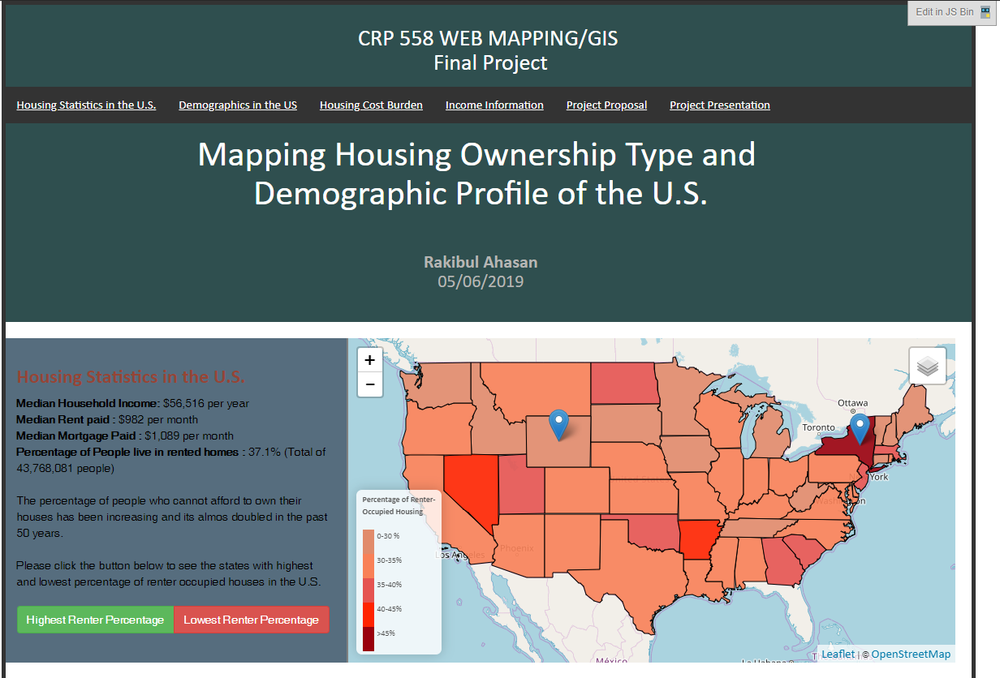 Edit in JS Bin
CRP 558 WEB MAPPING/GIS
Final Project
Housing Statistics in the U.S. Demographics in the US Housing Cost Burden Income Information Project Proposal Project Presentation
Mapping Housing Ownership Type and
Demographic Profile of the U.S.
Rakibul Ahasan
05/06/2019
Housing Statistics in the U.S.
Median Household Income: $56,516 per year
Median Rent paid : $982 per month
Median Mortgage Paid : $1,089 per month
Percentage of People live in rented homes : 37.1% (Total of
43,768,081 people)
The percentage of people who cannot afford to own their
houses has been increasing and its almos doubled in the past
50 years.
Please click the button below to see the states with highest
and lowest percentage of renter occupied houses in the U.S.
Highest Renter Percentage Lowest Renter Percentage
+
−
Ottawa
Toronto
York
Washington
Los Angeles
Phoenix
México
Percentage of Renter-
Occupied Housing
0-30 %
30-35%
35-40%
40-45%
>45%
Leaflet | © OpenStreetMap